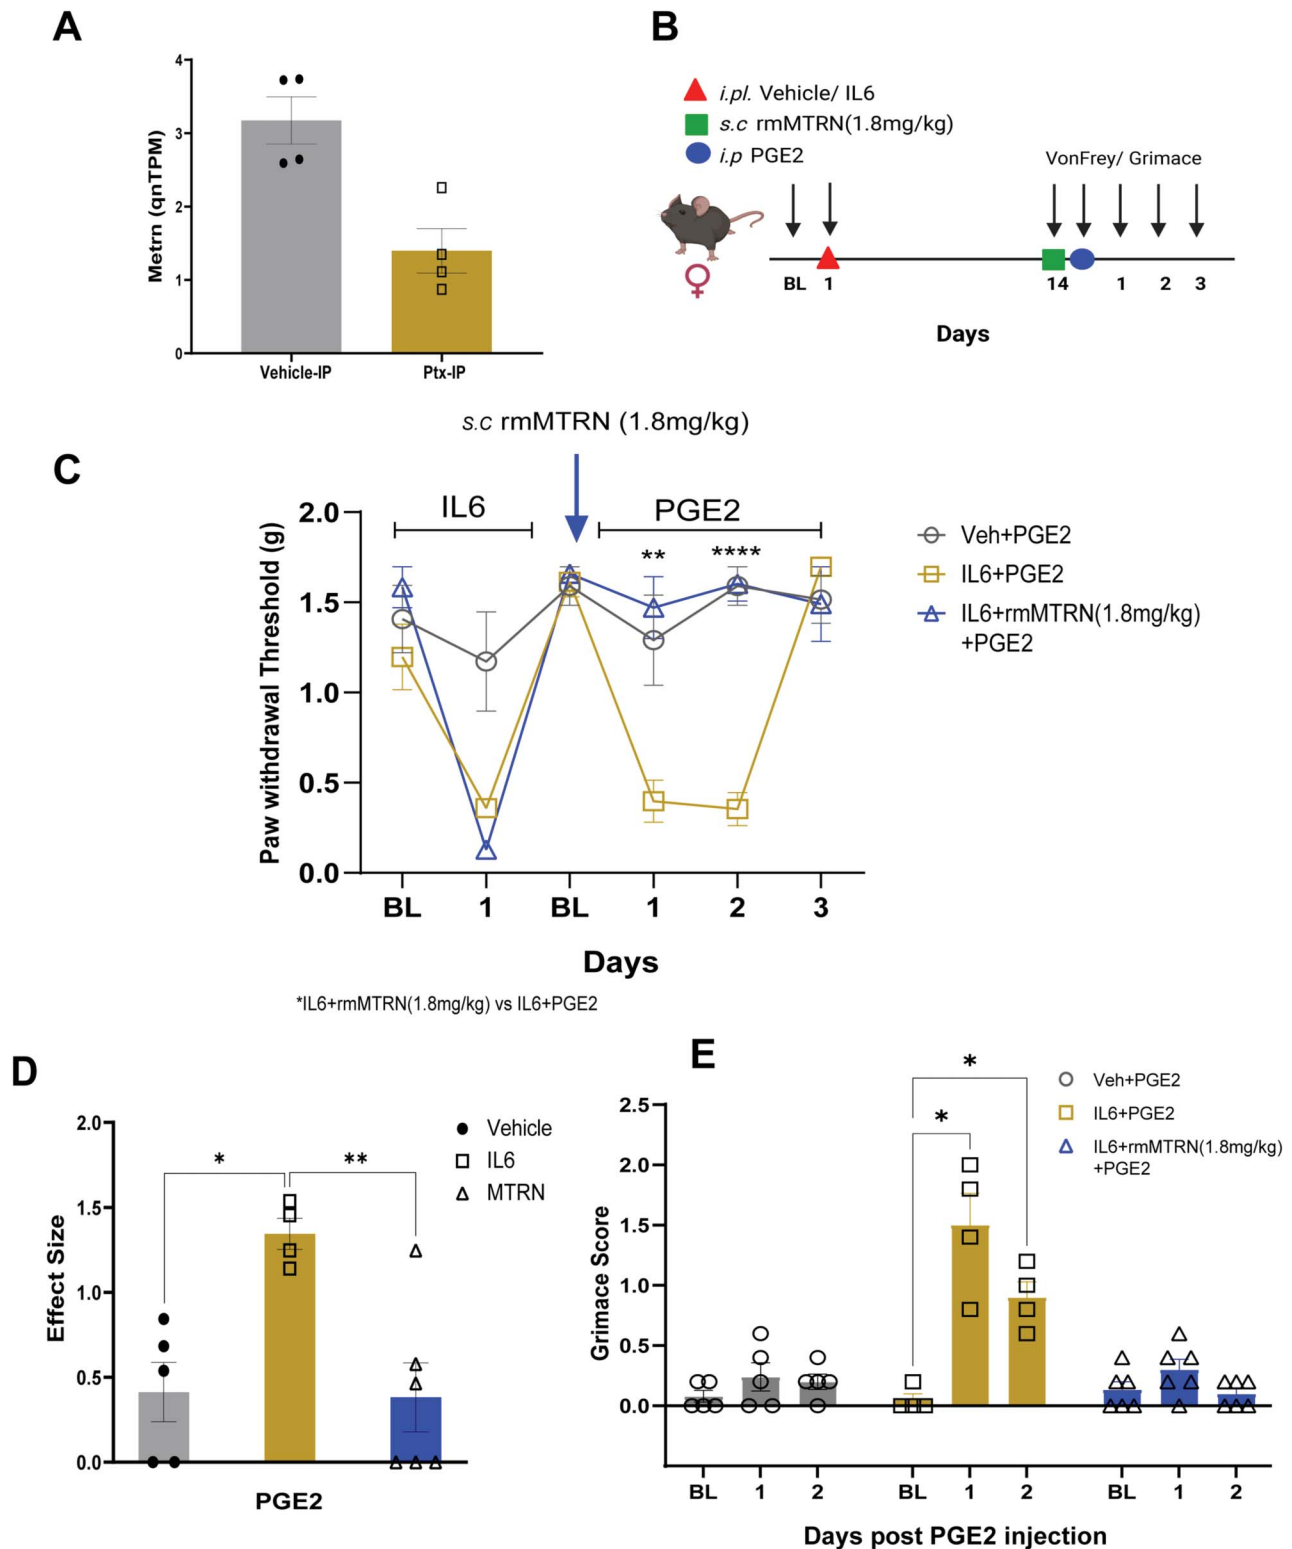 A
4
3
2
1
0
Metrn (qnTPM)
Vehicle-IP
Ptx-IP
B
i.pl. Vehicle/ IL6
s.c rmMTRN(1.8mg/kg)
i.p PGE2
VonFrey/ Grimace
BL
1
14
1
2
3
Days
C
s.c rmMTRN (1.8mg/kg)
IL6
PGE2
**
****
2.0
1.5
1.0
0.5
0.0
Paw withdrawal Threshold (g)
BL
1
BL
1
2
3
Days
Veh+PGE2
IL6+PGE2
IL6+rmMTRN(1.8mg/kg)
+PGE2
*IL6+rmMTRN(1.8mg/kg) vs IL6+PGE2
D
2.0
1.5
1.0
0.5
0.0
Effect Size
*
**
Vehicle
IL6
MTRN
PGE2
E
2.5
2.0
1.5
1.0
0.5
0.0
Grimace Score
*
*
Veh+PGE2
IL6+PGE2
IL6+rmMTRN(1.8mg/kg)
+PGE2
BL
1
2
BL
1
2
BL
1
2
Days post PGE2 injection